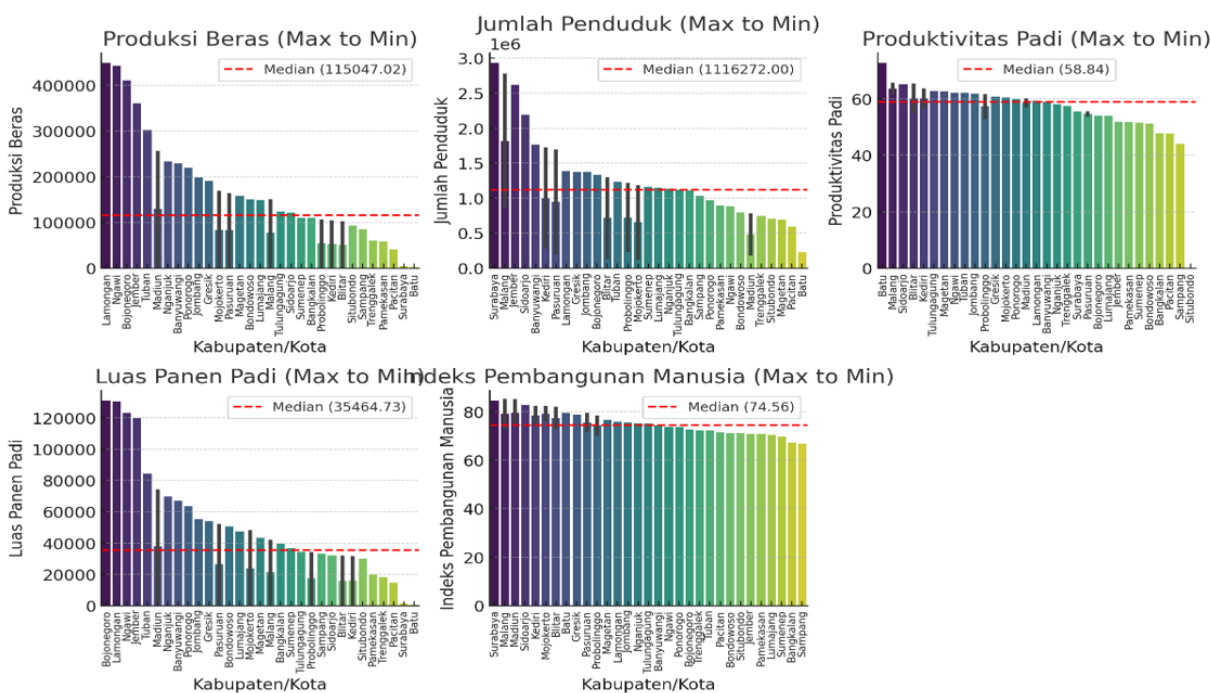 Produksi Beras (Max to Min)
Median (115047.02)
Produksi Beras
400000
300000
200000
100000
0
Lamongan
Ngawi
Bojonegoro
Jember
Tuban
Madiun
Nganjuk
Banyuwangi
Ponorogo
Jombang
Gresik
Mojokerto
Pasuruan
Magetan
Bondowoso
Lumajang
Malang
Tulungagung
Sidoarjo
Sumenep
Bangkalan
Probolinggo
Kediri
Blitar
Situbondo
Sampang
Trenggalek
Pamekasan
Pacitan
Surabaya
Batu
Kabupaten/Kota
Jumlah Penduduk (Max to Min)
1e6
Median (1116272.00)
Jumlah Penduduk
3.0
2.5
2.0
1.5
1.0
0.5
0.0
Surabaya
Malang
Jember
Sidoarjo
Banyuwangi
Kediri
Pasuruan
Lamongan
Gresik
Jombang
Bojonegoro
Blitar
Tuban
Probolinggo
Mojokerto
Sumenep
Lumajang
Nganjuk
Tulungagung
Bangkalan
Sampang
Ponorogo
Pamekasan
Ngawi
Bondowoso
Madiun
Trenggalek
Situbondo
Magetan
Pacitan
Batu
Kabupaten/Kota
Produktivitas Padi (Max to Min)
Median (58.84)
Produktivitas Padi
60
40
20
0
Batu
Malang
Sidoarjo
Blitar
Kediri
Tulungagung
Magetan
Ngawi
Tuban
Jombang
Probolinggo
Gresik
Mojokerto
Ponorogo
Madiun
Lamongan
Banyuwangi
Nganjuk
Trenggalek
Surabaya
Pasuruan
Bojonegoro
Lumajang
Jember
Pamekasan
Sumenep
Bondowoso
Bangkalan
Pacitan
Sampang
Situbondo
Kabupaten/Kota
Luas Panen Padi (Max to Min)
Median (35464.73)
Luas Panen Padi
120000
100000
80000
60000
40000
20000
0
Bojonegoro
Lamongan
Ngawi
Jember
Tuban
Madiun
Nganjuk
Banyuwangi
Ponorogo
Jombang
Gresik
Pasuruan
Bondowoso
Lumajang
Mojokerto
Magetan
Malang
Bangkalan
Sumenep
Tulungagung
Probolinggo
Sampang
Sidoarjo
Blitar
Kediri
Situbondo
Pamekasan
Trenggalek
Pacitan
Surabaya
Batu
Kabupaten/Kota
Indeks Pembangunan Manusia (Max to Min)
Median (74.56)
Indeks Pembangunan Manusia
80
60
40
20
0
Surabaya
Malang
Madiun
Sidoarjo
Kediri
Mojokerto
Blitar
Batu
Gresik
Pasuruan
Probolinggo
Magetan
Lamongan
Jombang
Nganjuk
Tulungagung
Banyuwangi
Ngawi
Ponorogo
Bojonegoro
Trenggalek
Tuban
Pacitan
Bondowoso
Situbondo
Jember
Pamekasan
Lumajang
Sumenep
Bangkalan
Sampang
Kabupaten/Kota